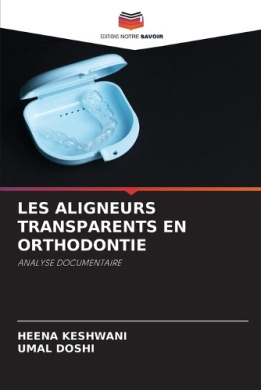 EDITIONS NOTRE SAVOIR
LES ALIGNEURS
TRANSPARENTS EN
ORTHODONTIE
ANALYSE DOCUMENTAIRE
HEENA KESHWANI
UMAL DOSHI